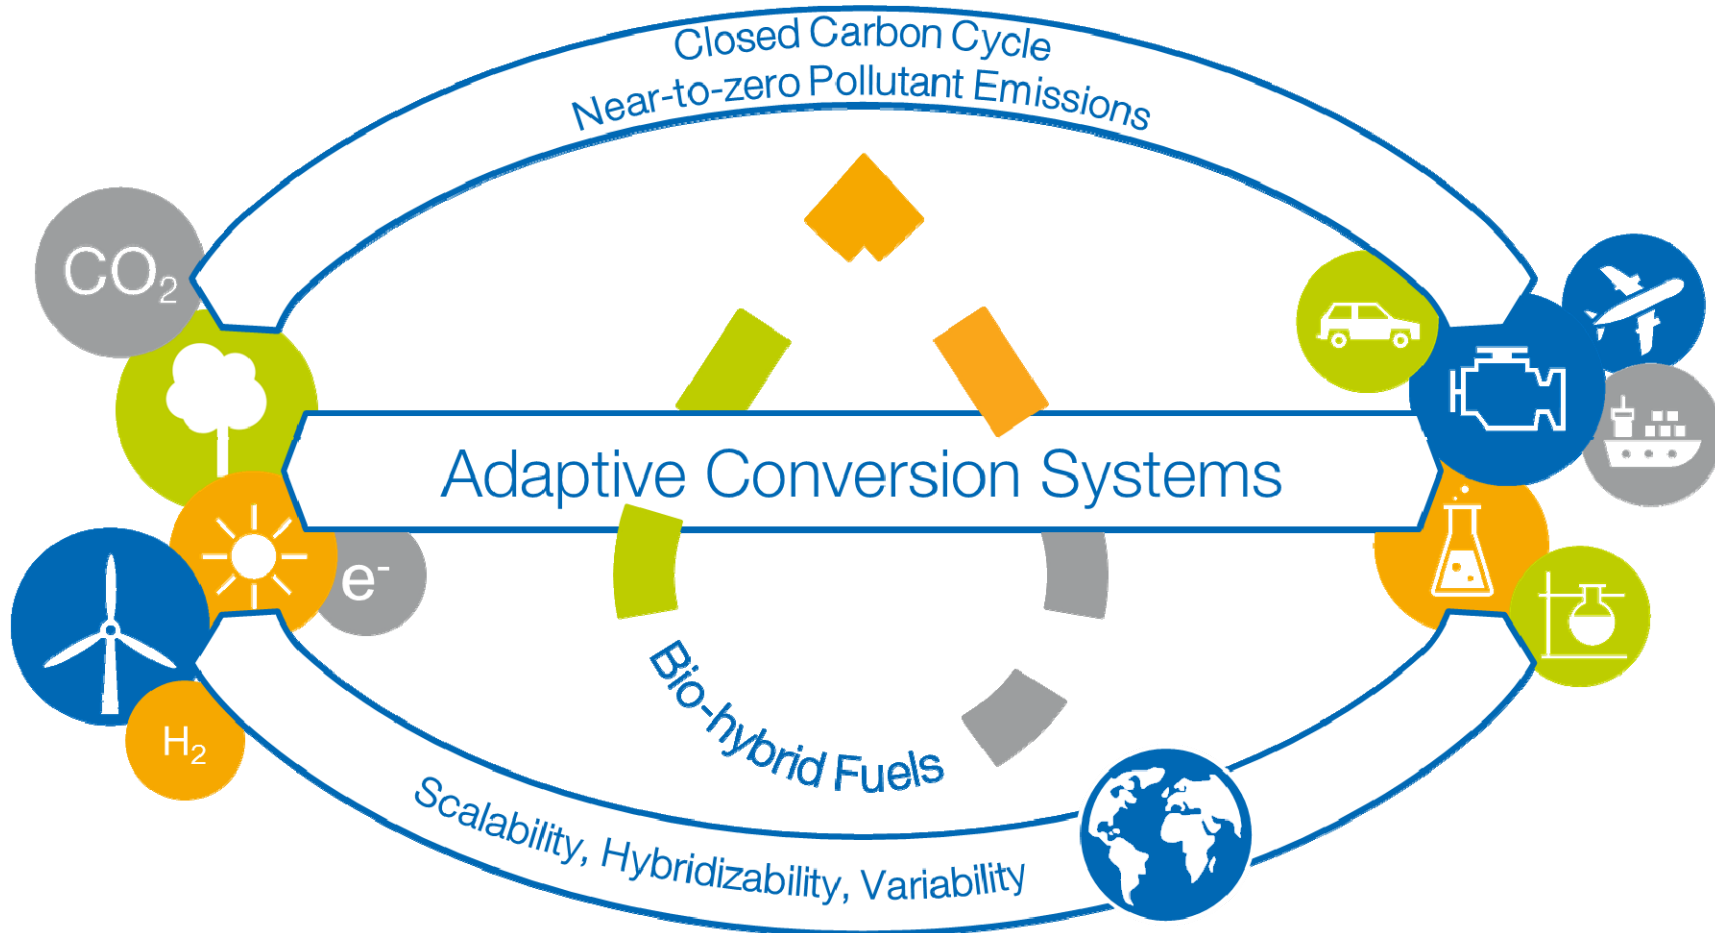 Closed Carbon Cycle
Near-to-zero Pollutant Emissions
CO₂
Adaptive Conversion Systems
e⁻
H₂
Bio-hybrid Fuels
Scalability, Hybridizability, Variability